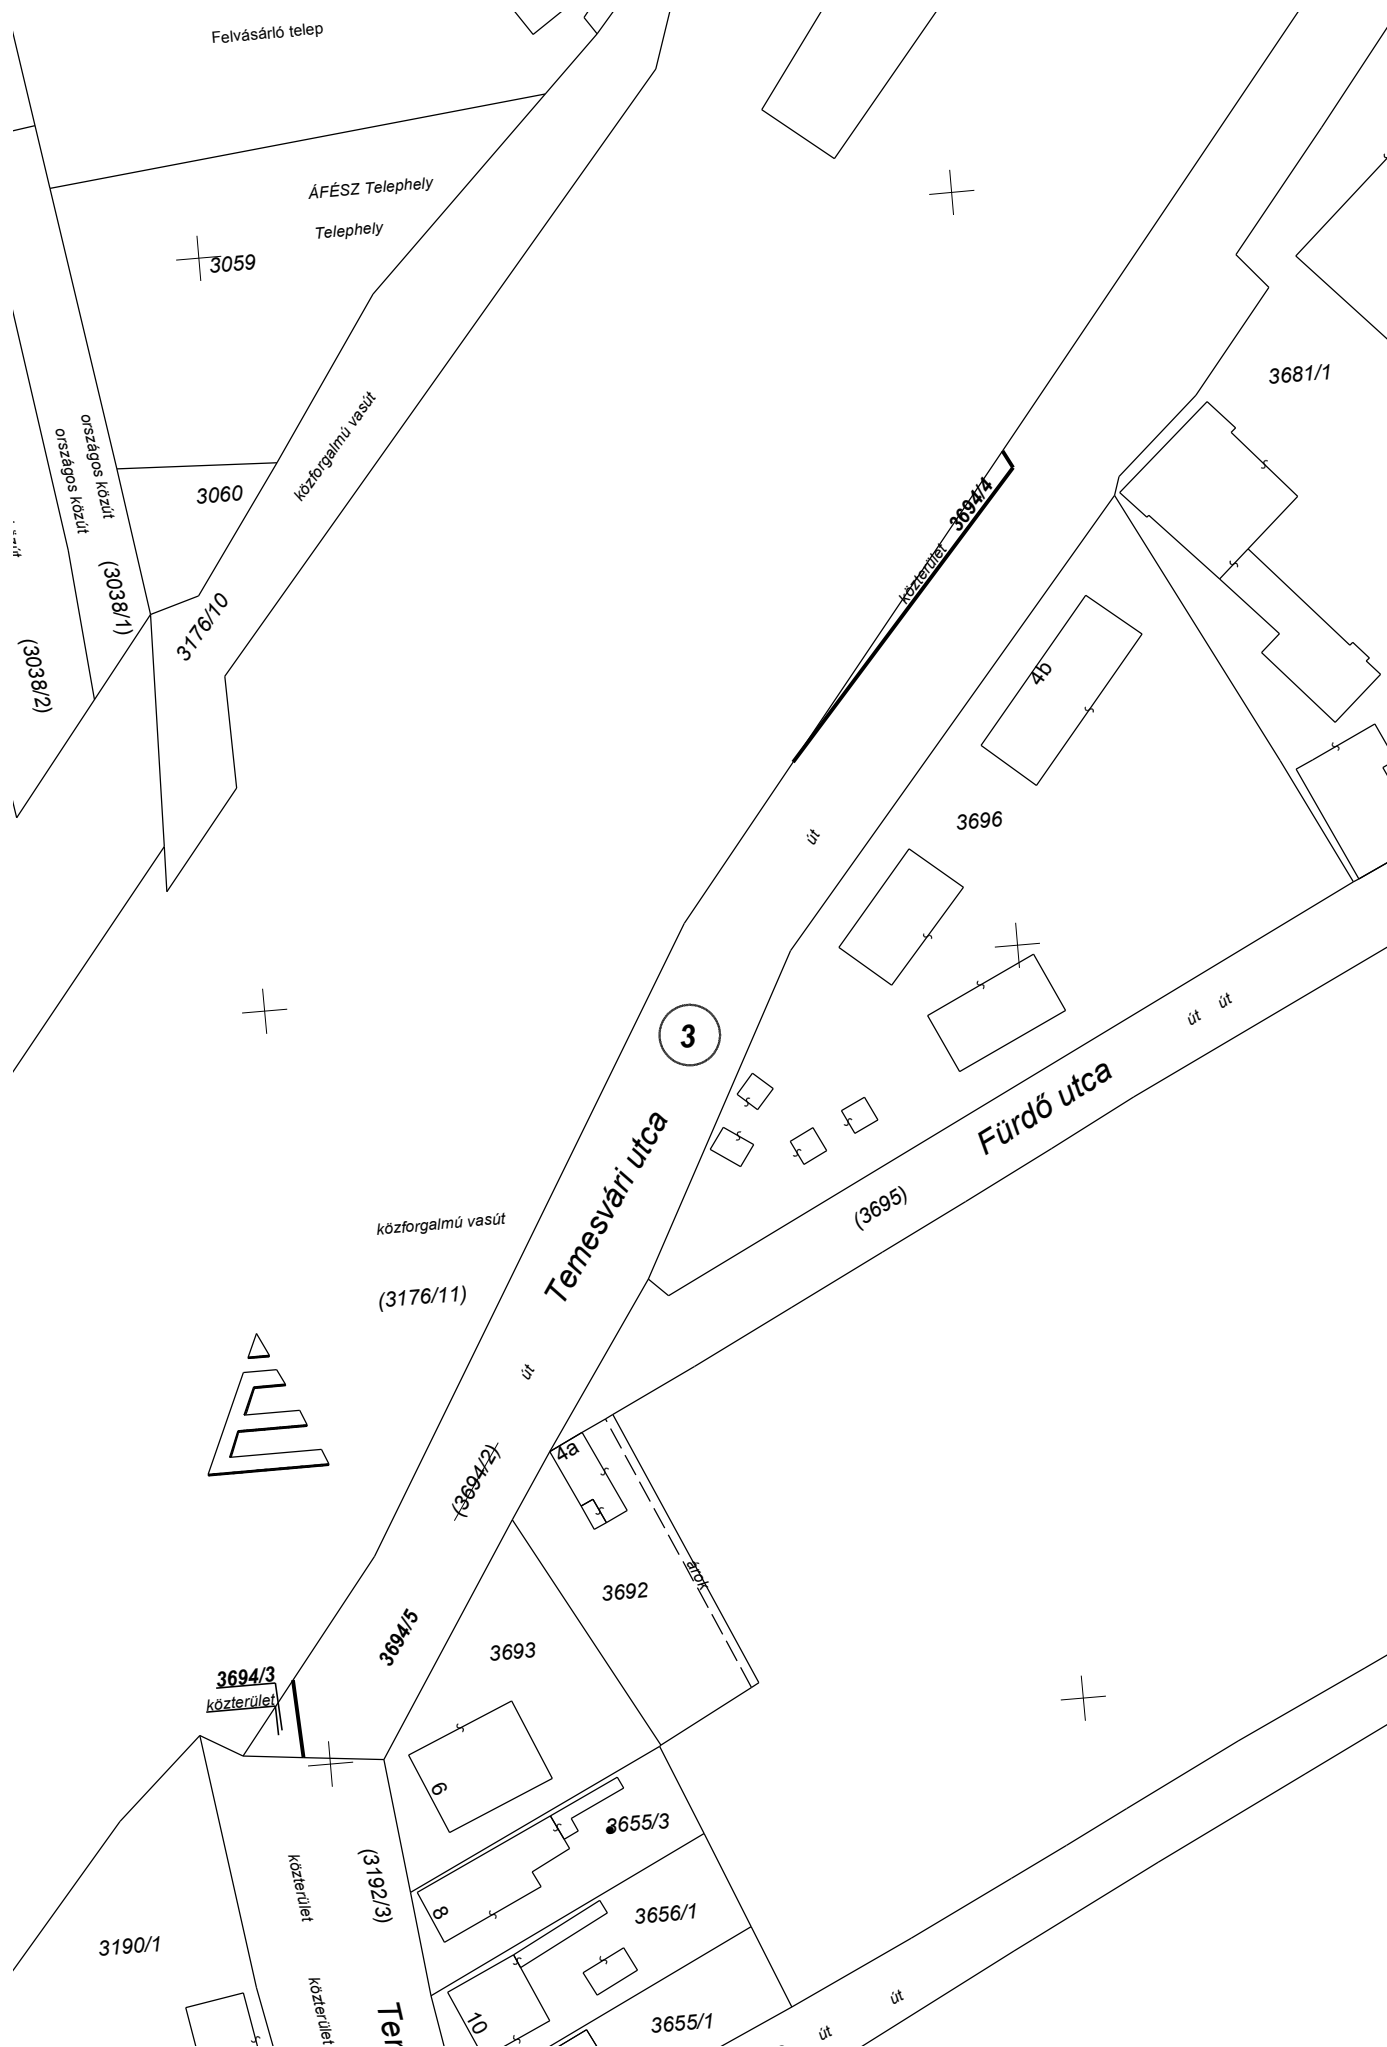 Felvásárló telep
ÁFÉSZ Telephely
Telephely
3059
3681/1
országos közút
országos közút
közforgalmú vasút
3060
3694/4
közterület
(3038/1)
3176/10
(3038/2)
4b
3696
út
3
út
út
Fürdő utca
Temesvári utca
(3695)
közforgalmú vasút
(3176/11)
út
4a
(3694/2)
árok
3692
3694/5
3693
3694/3
közterület
6
3655/3
(3192/3)
közterület
8
3656/1
3190/1
közterület
10
Ter
3655/1
út
út